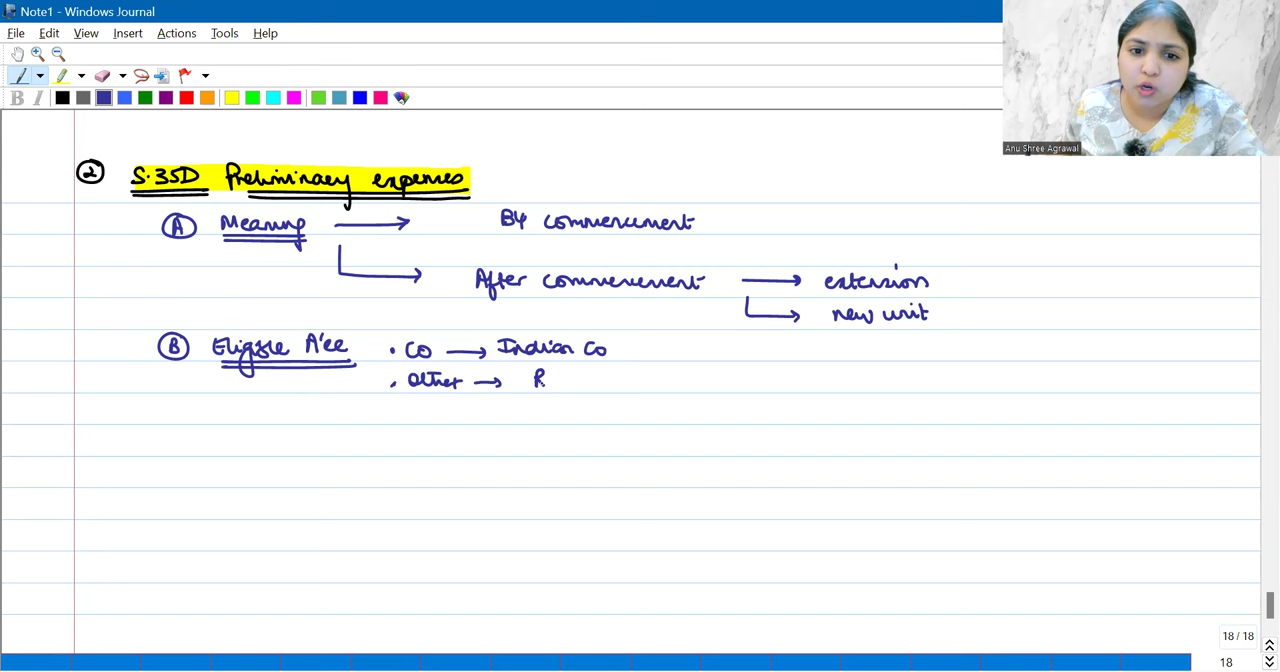 Note1 - Windows Journal
File Edit View Insert Actions Tools Help
B I
Anu Shree Agrawal
② S.35D Preliminary expenses
Ⓐ Meaning → B4 commencement
→ After commencement → extension
→ new unit
Ⓑ Eligible A'ee • Co → Indian Co
• Other → R
18 / 18
18